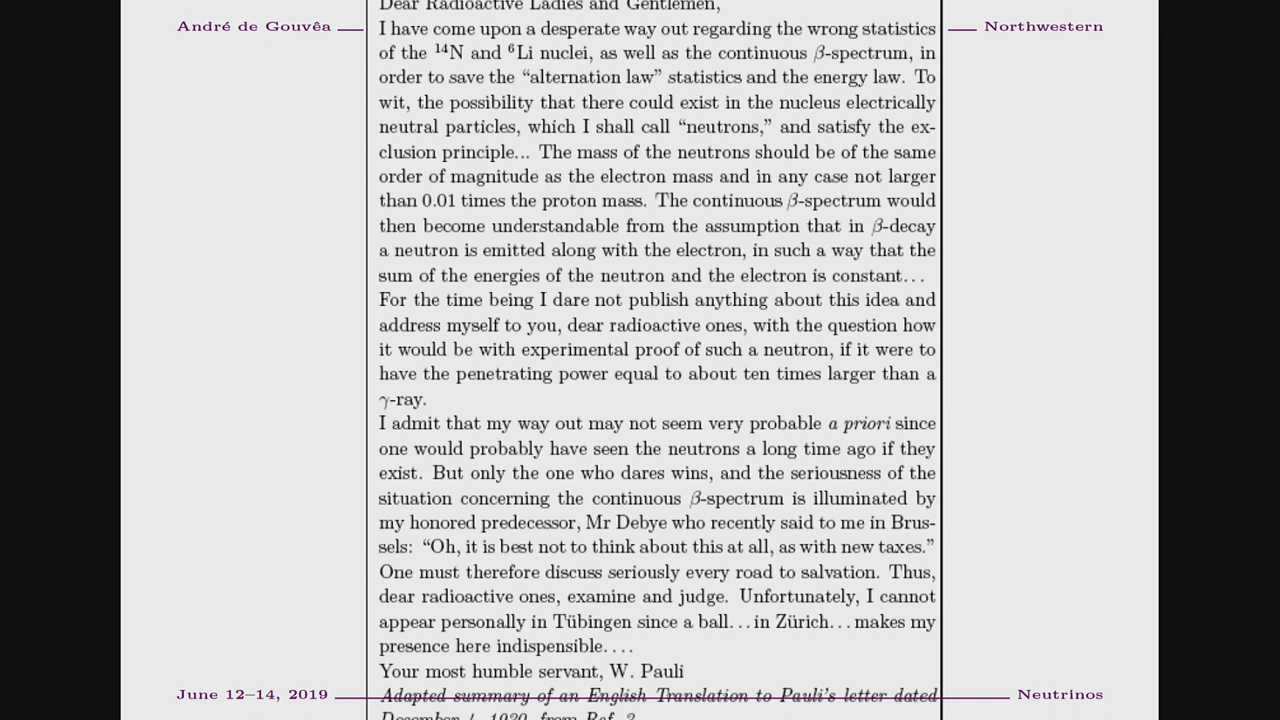 Dear Radioactive Ladies and Gentlemen,
André de Gouvêa
Northwestern
I have come upon a desperate way out regarding the wrong statistics
of the ¹⁴N and ⁶Li nuclei, as well as the continuous β-spectrum, in
order to save the “alternation law” statistics and the energy law. To
wit, the possibility that there could exist in the nucleus electrically
neutral particles, which I shall call “neutrons,” and satisfy the ex-
clusion principle... The mass of the neutrons should be of the same
order of magnitude as the electron mass and in any case not larger
than 0.01 times the proton mass. The continuous β-spectrum would
then become understandable from the assumption that in β-decay
a neutron is emitted along with the electron, in such a way that the
sum of the energies of the neutron and the electron is constant...
For the time being I dare not publish anything about this idea and
address myself to you, dear radioactive ones, with the question how
it would be with experimental proof of such a neutron, if it were to
have the penetrating power equal to about ten times larger than a
γ-ray.
I admit that my way out may not seem very probable a priori since
one would probably have seen the neutrons a long time ago if they
exist. But only the one who dares wins, and the seriousness of the
situation concerning the continuous β-spectrum is illuminated by
my honored predecessor, Mr Debye who recently said to me in Brus-
sels: “Oh, it is best not to think about this at all, as with new taxes.”
One must therefore discuss seriously every road to salvation. Thus,
dear radioactive ones, examine and judge. Unfortunately, I cannot
appear personally in Tübingen since a ball...in Zürich...makes my
presence here indispensible....
Your most humble servant, W. Pauli
Adapted summary of an English Translation to Pauli's letter dated
June 12–14, 2019
Neutrinos
from Ref.